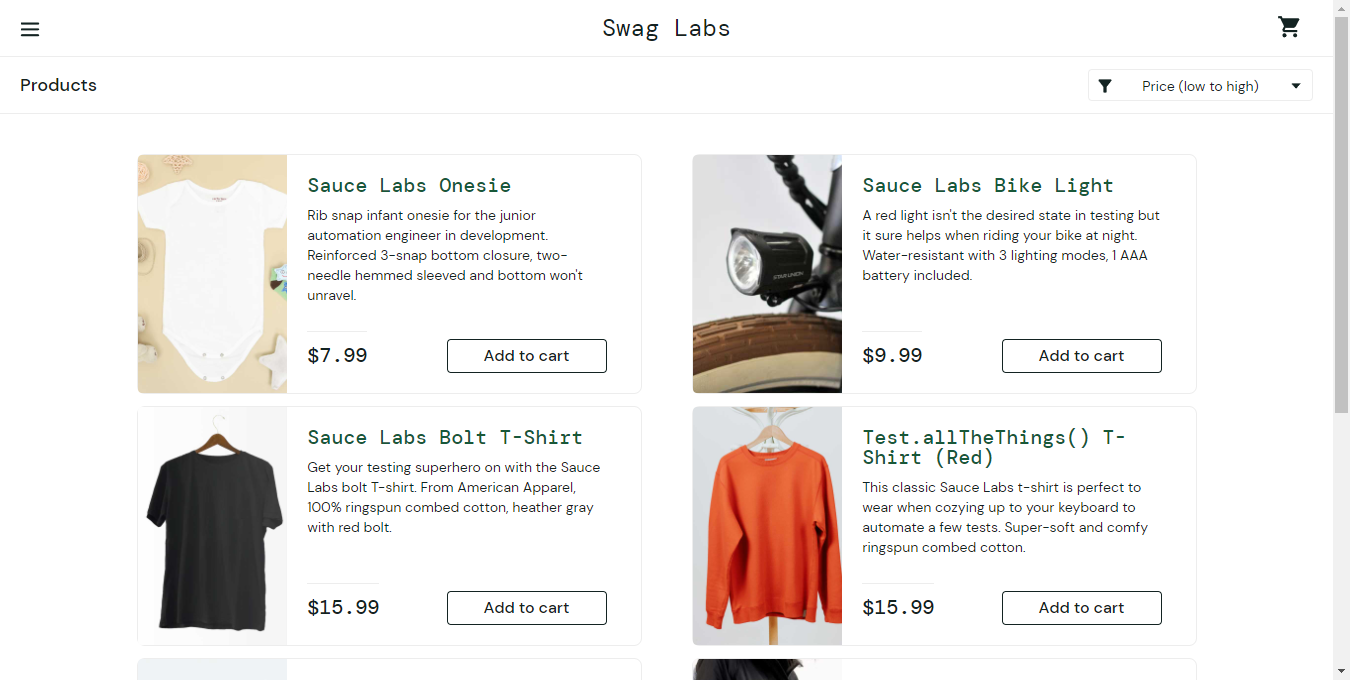 Swag Labs
Products
Price (low to high)
Sauce Labs Onesie
Rib snap infant onesie for the junior
automation engineer in development.
Reinforced 3-snap bottom closure, two-
needle hemmed sleeved and bottom won't
unravel.
$7.99
Add to cart
Sauce Labs Bike Light
A red light isn't the desired state in testing but
it sure helps when riding your bike at night.
Water-resistant with 3 lighting modes, 1 AAA
battery included.
$9.99
Add to cart
STAR UNION
Sauce Labs Bolt T-Shirt
Get your testing superhero on with the Sauce
Labs bolt T-shirt. From American Apparel,
100% ringspun combed cotton, heather gray
with red bolt.
$15.99
Add to cart
Test.allTheThings() T-
Shirt (Red)
This classic Sauce Labs t-shirt is perfect to
wear when cozying up to your keyboard to
automate a few tests. Super-soft and comfy
ringspun combed cotton.
$15.99
Add to cart